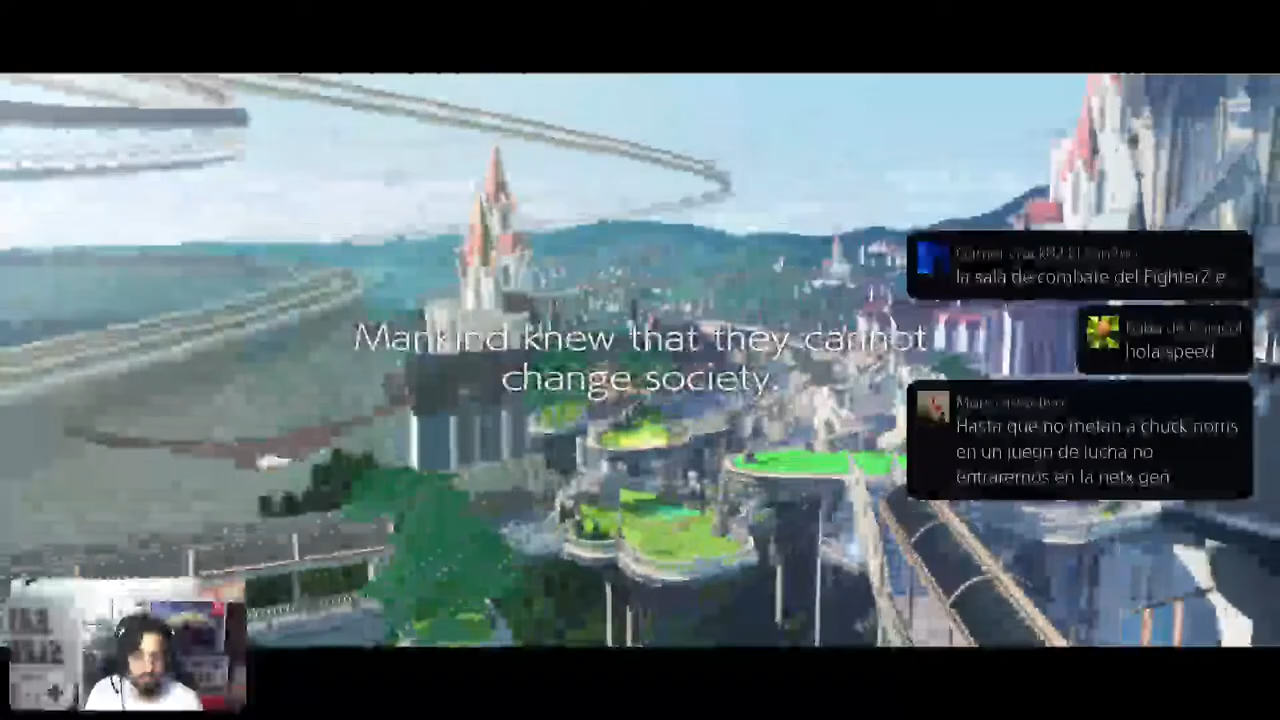 Mankind knew that they cannot
change society.
la sala de combate del FighterZ e
hola speed
Hasta que no metan a chuck norris
en un juego de lucha no
entraremos en la netx gen